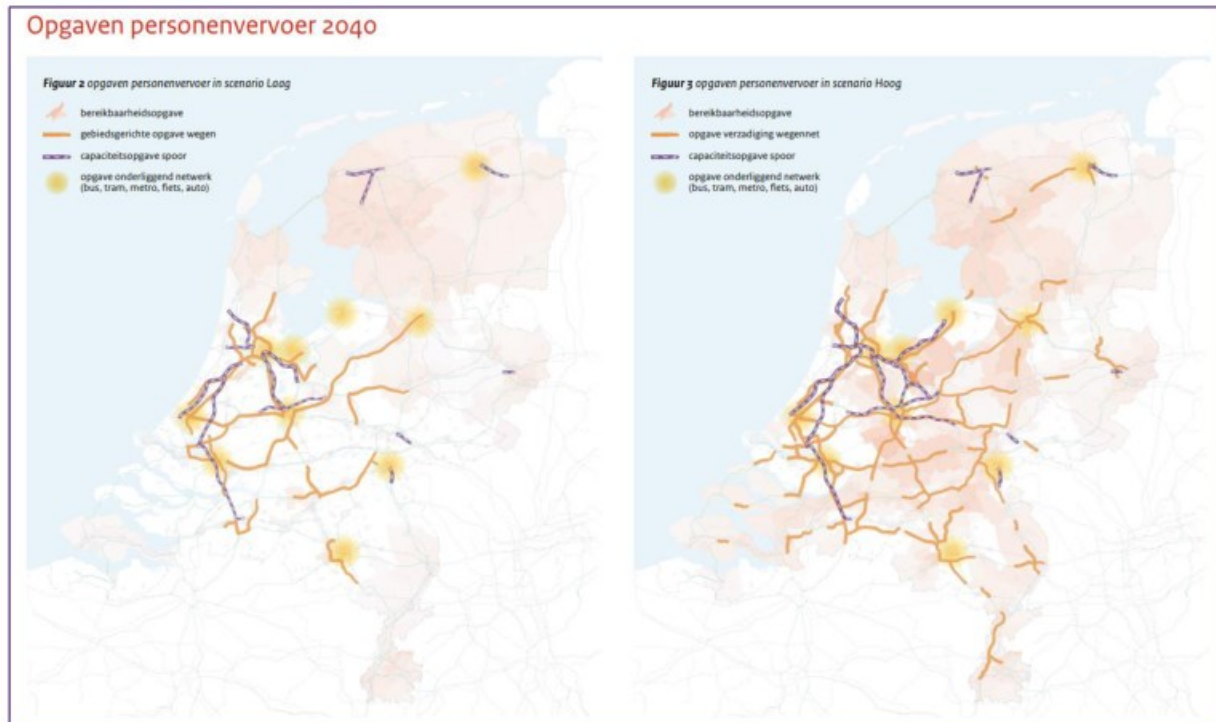 Opgaven personenvervoer 2040
Figuur 2 opgaven personenvervoer in scenario Laag
bereikbaarheidsopgave
gebiedsgerichte opgave wegen
capaciteitsopgave spoor
opgave onderliggend netwerk
(bus, tram, metro, fiets, auto)
Figuur 3 opgaven personenvervoer in scenario Hoog
bereikbaarheidsopgave
opgave verzadiging wegennet
capaciteitsopgave spoor
opgave onderliggend netwerk
(bus, tram, metro, fiets, auto)